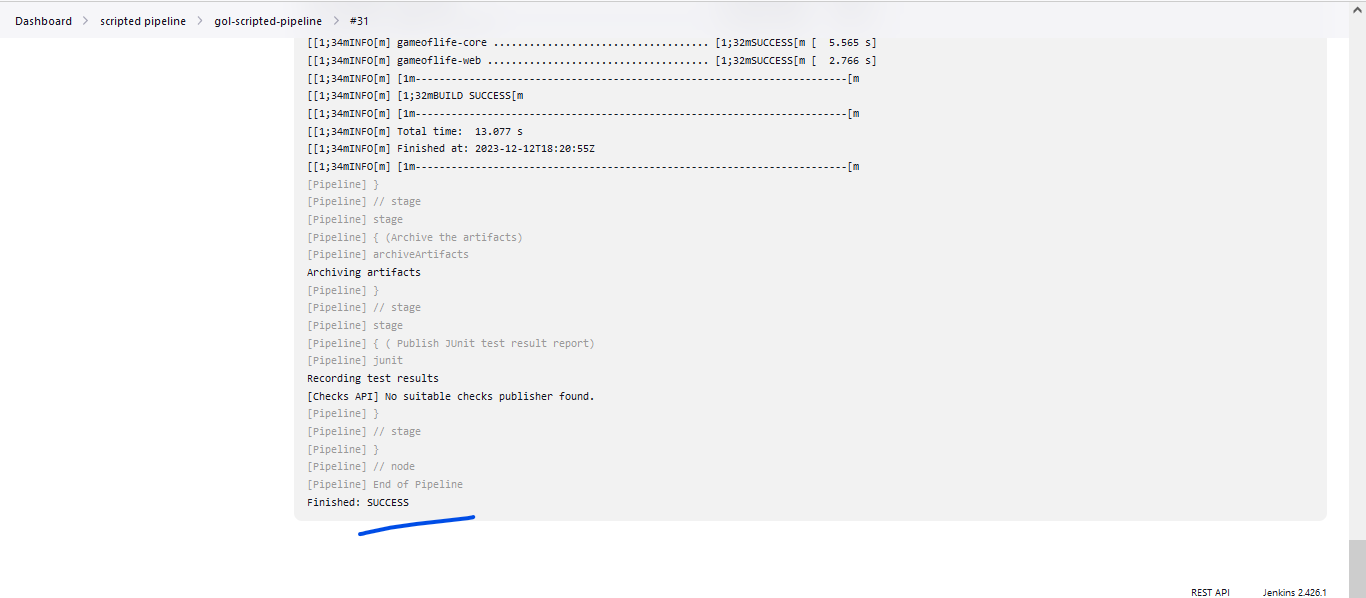 Dashboard > scripted pipeline > gol-scripted-pipeline > #31
[[1;34mINFO[m] gameoflife-core .................................... [1;32mSUCCESS[m [  5.565 s]
[[1;34mINFO[m] gameoflife-web ..................................... [1;32mSUCCESS[m [  2.766 s]
[[1;34mINFO[m] [1m------------------------------------------------------------------------[m
[[1;34mINFO[m] [1;32mBUILD SUCCESS[m
[[1;34mINFO[m] [1m------------------------------------------------------------------------[m
[[1;34mINFO[m] Total time:  13.077 s
[[1;34mINFO[m] Finished at: 2023-12-12T18:20:55Z
[[1;34mINFO[m] [1m------------------------------------------------------------------------[m
[Pipeline] }
[Pipeline] // stage
[Pipeline] stage
[Pipeline] { (Archive the artifacts)
[Pipeline] archiveArtifacts
Archiving artifacts
[Pipeline] }
[Pipeline] // stage
[Pipeline] stage
[Pipeline] { ( Publish JUnit test result report)
[Pipeline] junit
Recording test results
[Checks API] No suitable checks publisher found.
[Pipeline] }
[Pipeline] // stage
[Pipeline] }
[Pipeline] // node
[Pipeline] End of Pipeline
Finished: SUCCESS
REST API Jenkins 2.426.1